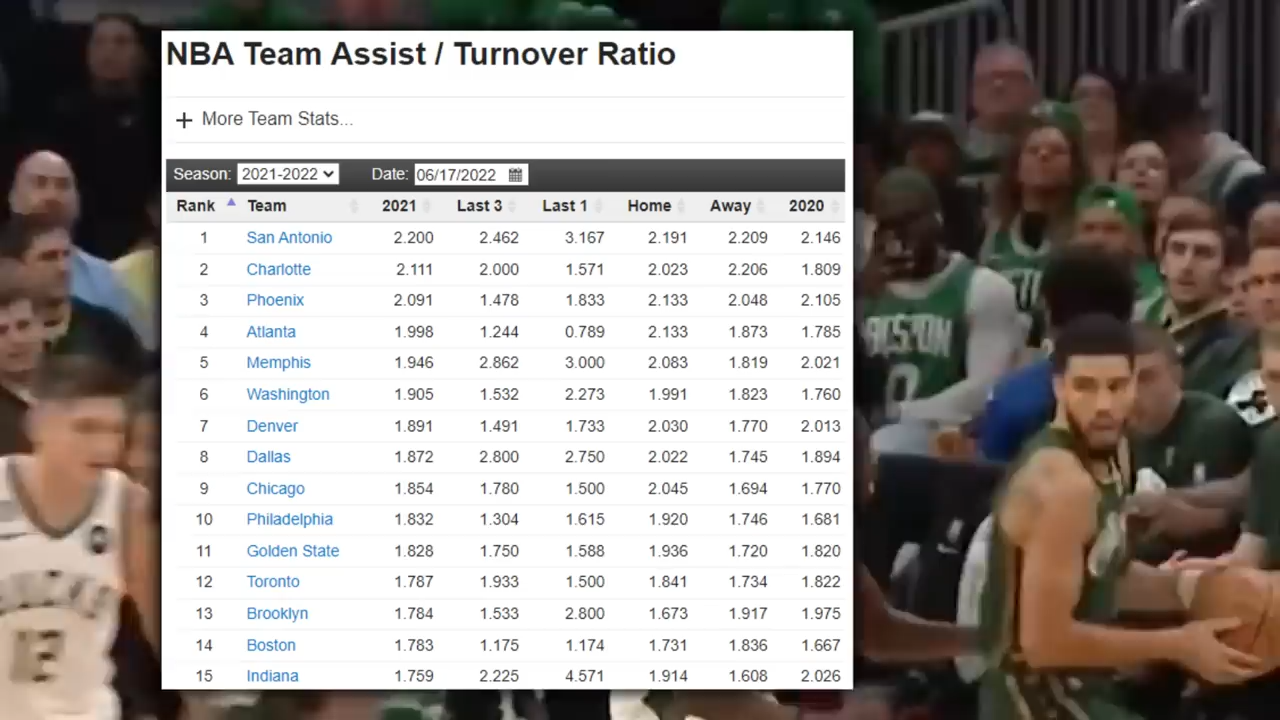 NBA Team Assist / Turnover Ratio
+ More Team Stats...
Season: 2021-2022 Date: 06/17/2022
Rank Team 2021 Last 3 Last 1 Home Away 2020
1 San Antonio 2.200 2.462 3.167 2.191 2.209 2.146
2 Charlotte 2.111 2.000 1.571 2.023 2.206 1.809
3 Phoenix 2.091 1.478 1.833 2.133 2.048 2.105
4 Atlanta 1.998 1.244 0.789 2.133 1.873 1.785
5 Memphis 1.946 2.862 3.000 2.083 1.819 2.021
6 Washington 1.905 1.532 2.273 1.991 1.823 1.760
7 Denver 1.891 1.491 1.733 2.030 1.770 2.013
8 Dallas 1.872 2.800 2.750 2.022 1.745 1.894
9 Chicago 1.854 1.780 1.500 2.045 1.694 1.770
10 Philadelphia 1.832 1.304 1.615 1.920 1.746 1.681
11 Golden State 1.828 1.750 1.588 1.936 1.720 1.820
12 Toronto 1.787 1.933 1.500 1.841 1.734 1.822
13 Brooklyn 1.784 1.533 2.800 1.673 1.917 1.975
14 Boston 1.783 1.175 1.174 1.731 1.836 1.667
15 Indiana 1.759 2.225 4.571 1.914 1.608 2.026
BOSTON
0